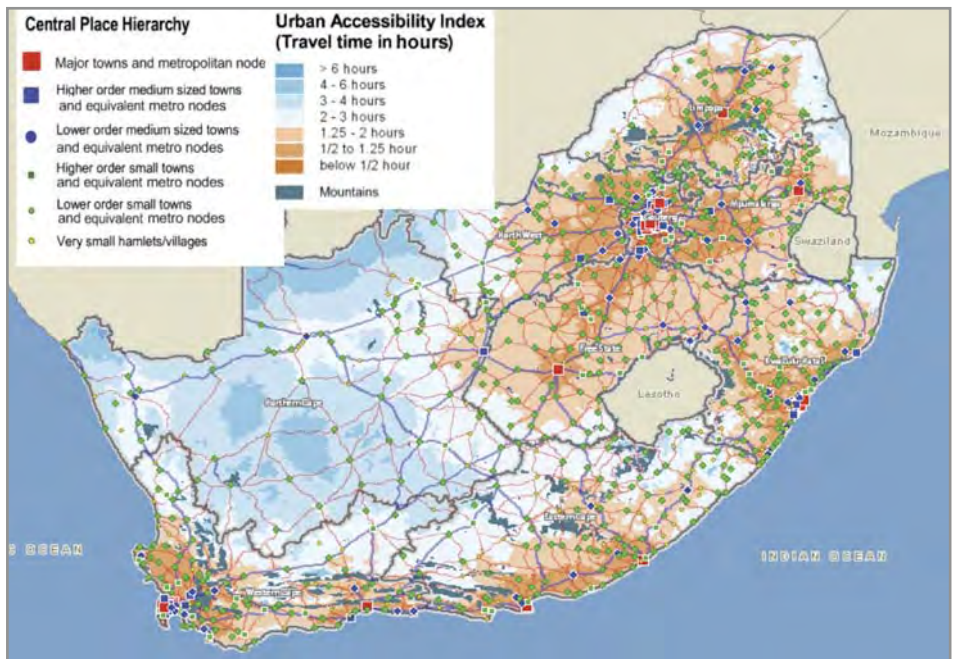 Central Place Hierarchy
Major towns and metropolitan node
Higher order medium sized towns
and equivalent metro nodes
Lower order medium sized towns
and equivalent metro nodes
Higher order small towns
and equivalent metro nodes
Lower order small towns
and equivalent metro nodes
Very small hamlets/villages
Urban Accessibility Index
(Travel time in hours)
> 6 hours
4 - 6 hours
3 - 4 hours
2 - 3 hours
1.25 - 2 hours
1/2 to 1.25 hour
below 1/2 hour
Mountains
Limpopo
Mozambique
Mpumalanga
North West
Swaziland
Free State
KwaZulu-Natal
Lesotho
Northern Cape
Eastern Cape
C OCEAN
INDIAN OCEAN
Western Cape